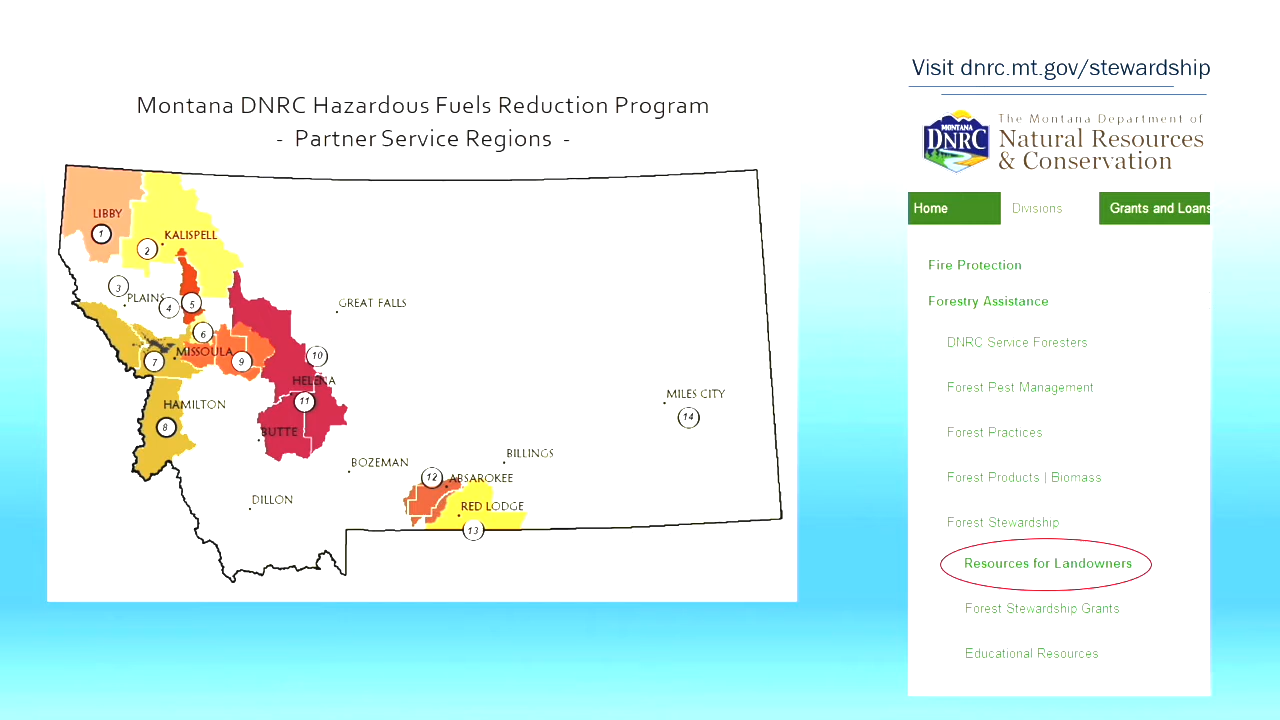 Visit dnrc.mt.gov/stewardship
Montana DNRC Hazardous Fuels Reduction Program
- Partner Service Regions -
MONTANA
DNRC
The Montana Department of
Natural Resources
& Conservation
Home
Divisions
Grants and Loans
LIBBY
1
2
KALISPELL
3
PLAINS
4
5
6
GREAT FALLS
MISSOULA
7
9
10
HELENA
11
HAMILTON
8
BUTTE
MILES CITY
14
BOZEMAN
BILLINGS
12
ABSAROKEE
DILLON
RED LODGE
13
Fire Protection
Forestry Assistance
DNRC Service Foresters
Forest Pest Management
Forest Practices
Forest Products | Biomass
Forest Stewardship
Resources for Landowners
Forest Stewardship Grants
Educational Resources